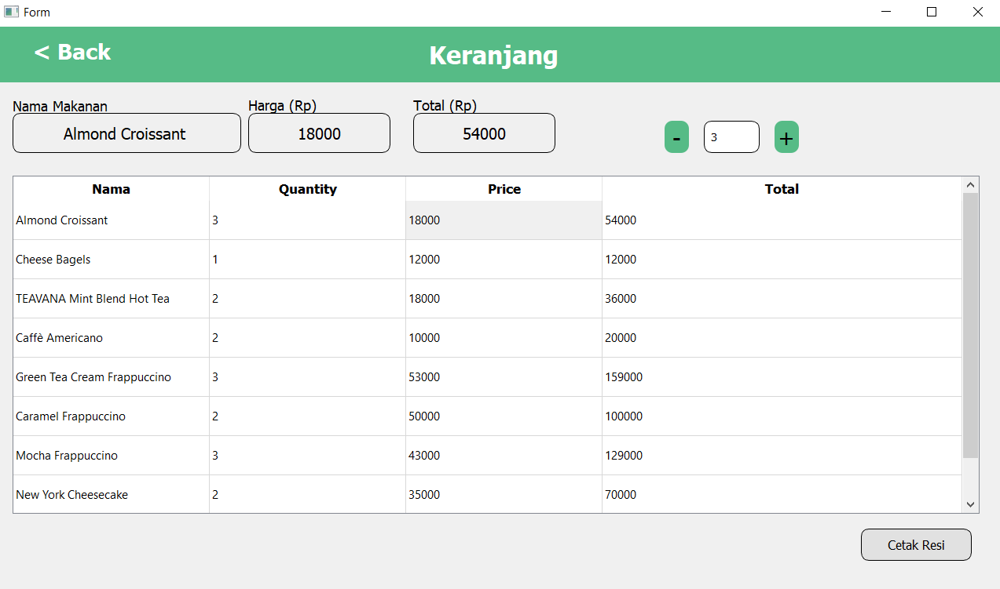 Form
< Back
Keranjang
Nama Makanan Harga (Rp) Total (Rp)
Almond Croissant 18000 54000 - 3 +
Nama Quantity Price Total
Almond Croissant 3 18000 54000
Cheese Bagels 1 12000 12000
TEAVANA Mint Blend Hot Tea 2 18000 36000
Caffè Americano 2 10000 20000
Green Tea Cream Frappuccino 3 53000 159000
Caramel Frappuccino 2 50000 100000
Mocha Frappuccino 3 43000 129000
New York Cheesecake 2 35000 70000
Cetak Resi